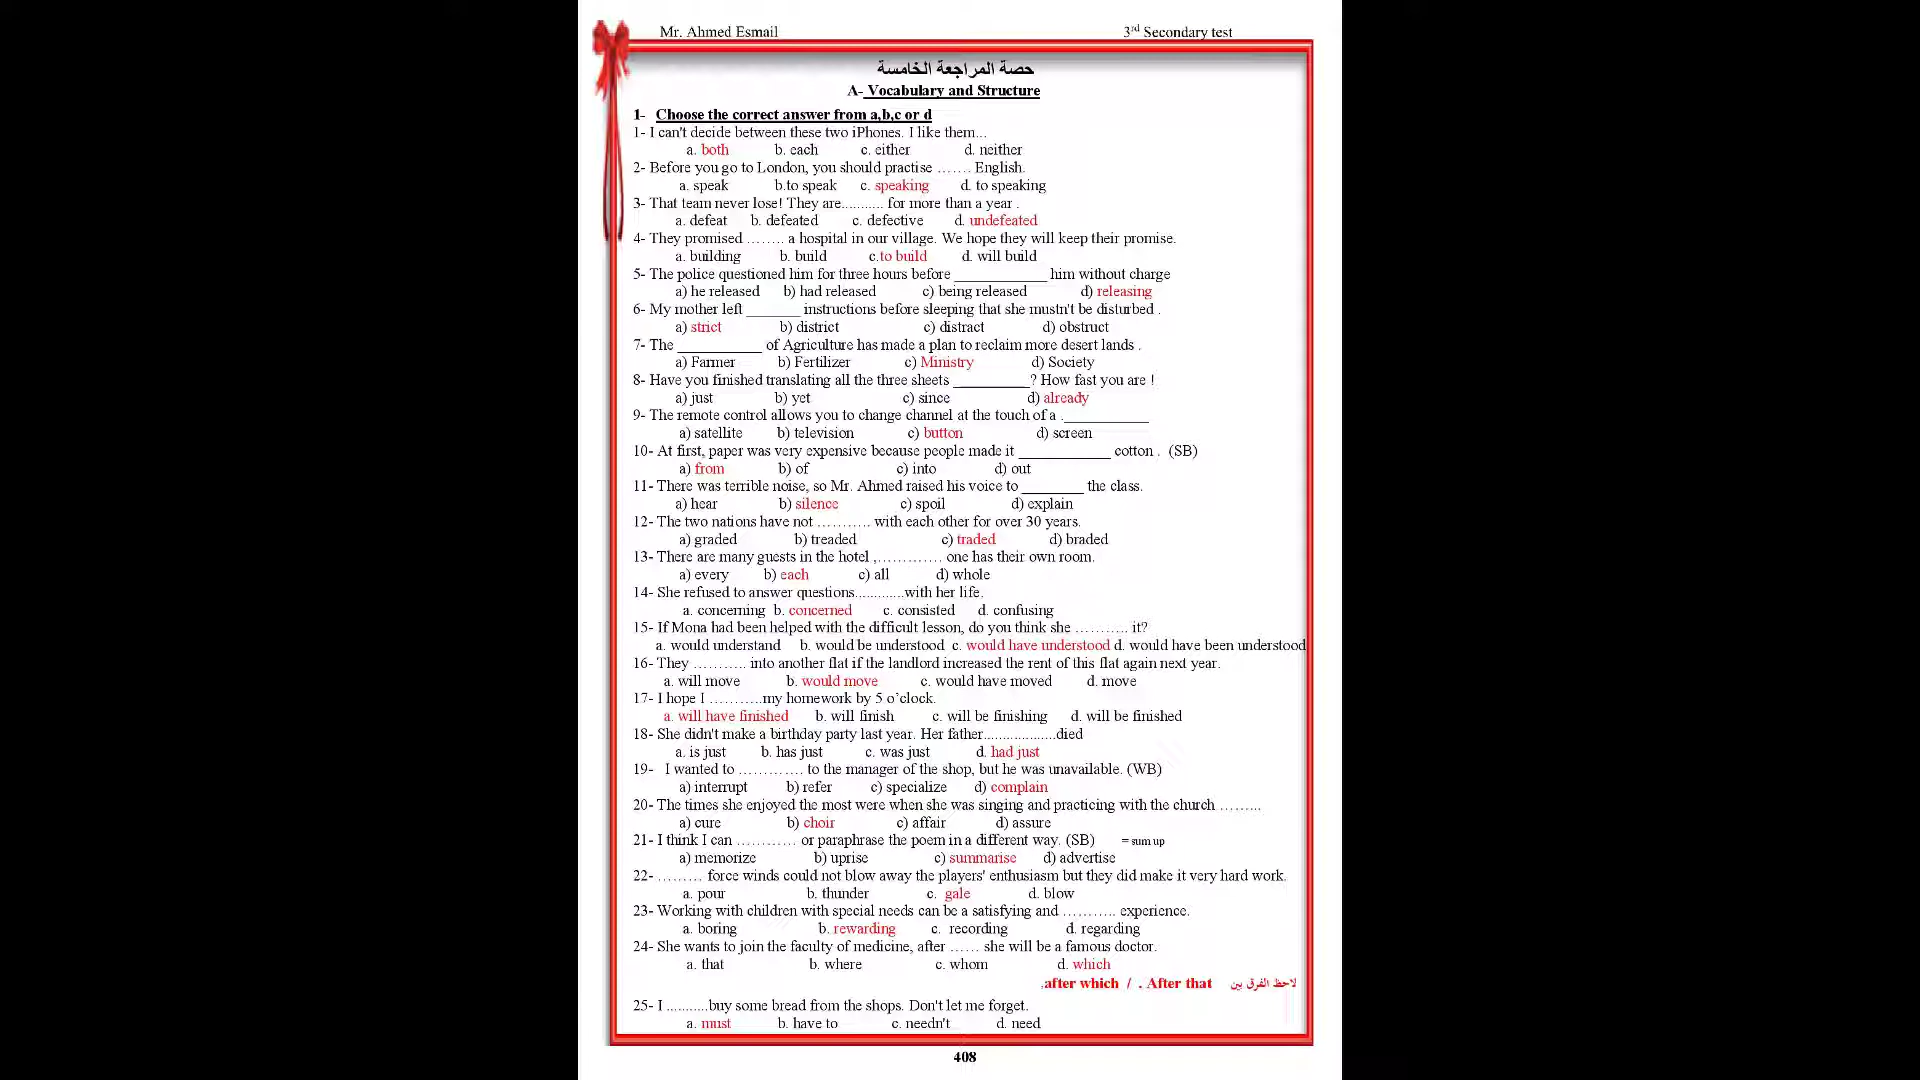 Mr. Ahmed Esmail 3rd Secondary test
حصة المراجعة الخامسة
A- Vocabulary and Structure
1- Choose the correct answer from a,b,c or d
1- I can't decide between these two iPhones. I like them...
a. both b. each c. either d. neither
2- Before you go to London, you should practise ……. English.
a. speak b.to speak c. speaking d. to speaking
3- That team never lose! They are........... for more than a year .
a. defeat b. defeated c. defective d. undefeated
4- They promised …….. a hospital in our village. We hope they will keep their promise.
a. building b. build c.to build d. will build
5- The police questioned him for three hours before ____________ him without charge
a) he released b) had released c) being released d) releasing
6- My mother left _______ instructions before sleeping that she mustn't be disturbed .
a) strict b) district c) distract d) obstruct
7- The ___________ of Agriculture has made a plan to reclaim more desert lands .
a) Farmer b) Fertilizer c) Ministry d) Society
8- Have you finished translating all the three sheets __________? How fast you are !
a) just b) yet c) since d) already
9- The remote control allows you to change channel at the touch of a .___________
a) satellite b) television c) button d) screen
10- At first, paper was very expensive because people made it ____________ cotton . (SB)
a) from b) of c) into d) out
11- There was terrible noise, so Mr. Ahmed raised his voice to ________ the class.
a) hear b) silence c) spoil d) explain
12- The two nations have not ……….. with each other for over 30 years.
a) graded b) treaded c) traded d) braded
13- There are many guests in the hotel ,…………. one has their own room.
a) every b) each c) all d) whole
14- She refused to answer questions.............with her life.
a. concerning b. concerned c. consisted d. confusing
15- If Mona had been helped with the difficult lesson, do you think she ……….. it?
a. would understand b. would be understood c. would have understood d. would have been understood
16- They ……….. into another flat if the landlord increased the rent of this flat again next year.
a. will move b. would move c. would have moved d. move
17- I hope I ………..my homework by 5 o’clock.
a. will have finished b. will finish c. will be finishing d. will be finished
18- She didn't make a birthday party last year. Her father...................died
a. is just b. has just c. was just d. had just
19- I wanted to …………. to the manager of the shop, but he was unavailable. (WB)
a) interrupt b) refer c) specialize d) complain
20- The times she enjoyed the most were when she was singing and practicing with the church ……...
a) cure b) choir c) affair d) assure
21- I think I can ………… or paraphrase the poem in a different way. (SB) = sum up
a) memorize b) uprise c) summarise d) advertise
22- ……… force winds could not blow away the players' enthusiasm but they did make it very hard work.
a. pour b. thunder c. gale d. blow
23- Working with children with special needs can be a satisfying and ……….. experience.
a. boring b. rewarding c. recording d. regarding
24- She wants to join the faculty of medicine, after …… she will be a famous doctor.
a. that b. where c. whom d. which
لاحظ الفرق بين ,after which / . After that
25- I ...........buy some bread from the shops. Don't let me forget.
a. must b. have to c. needn't d. need
408